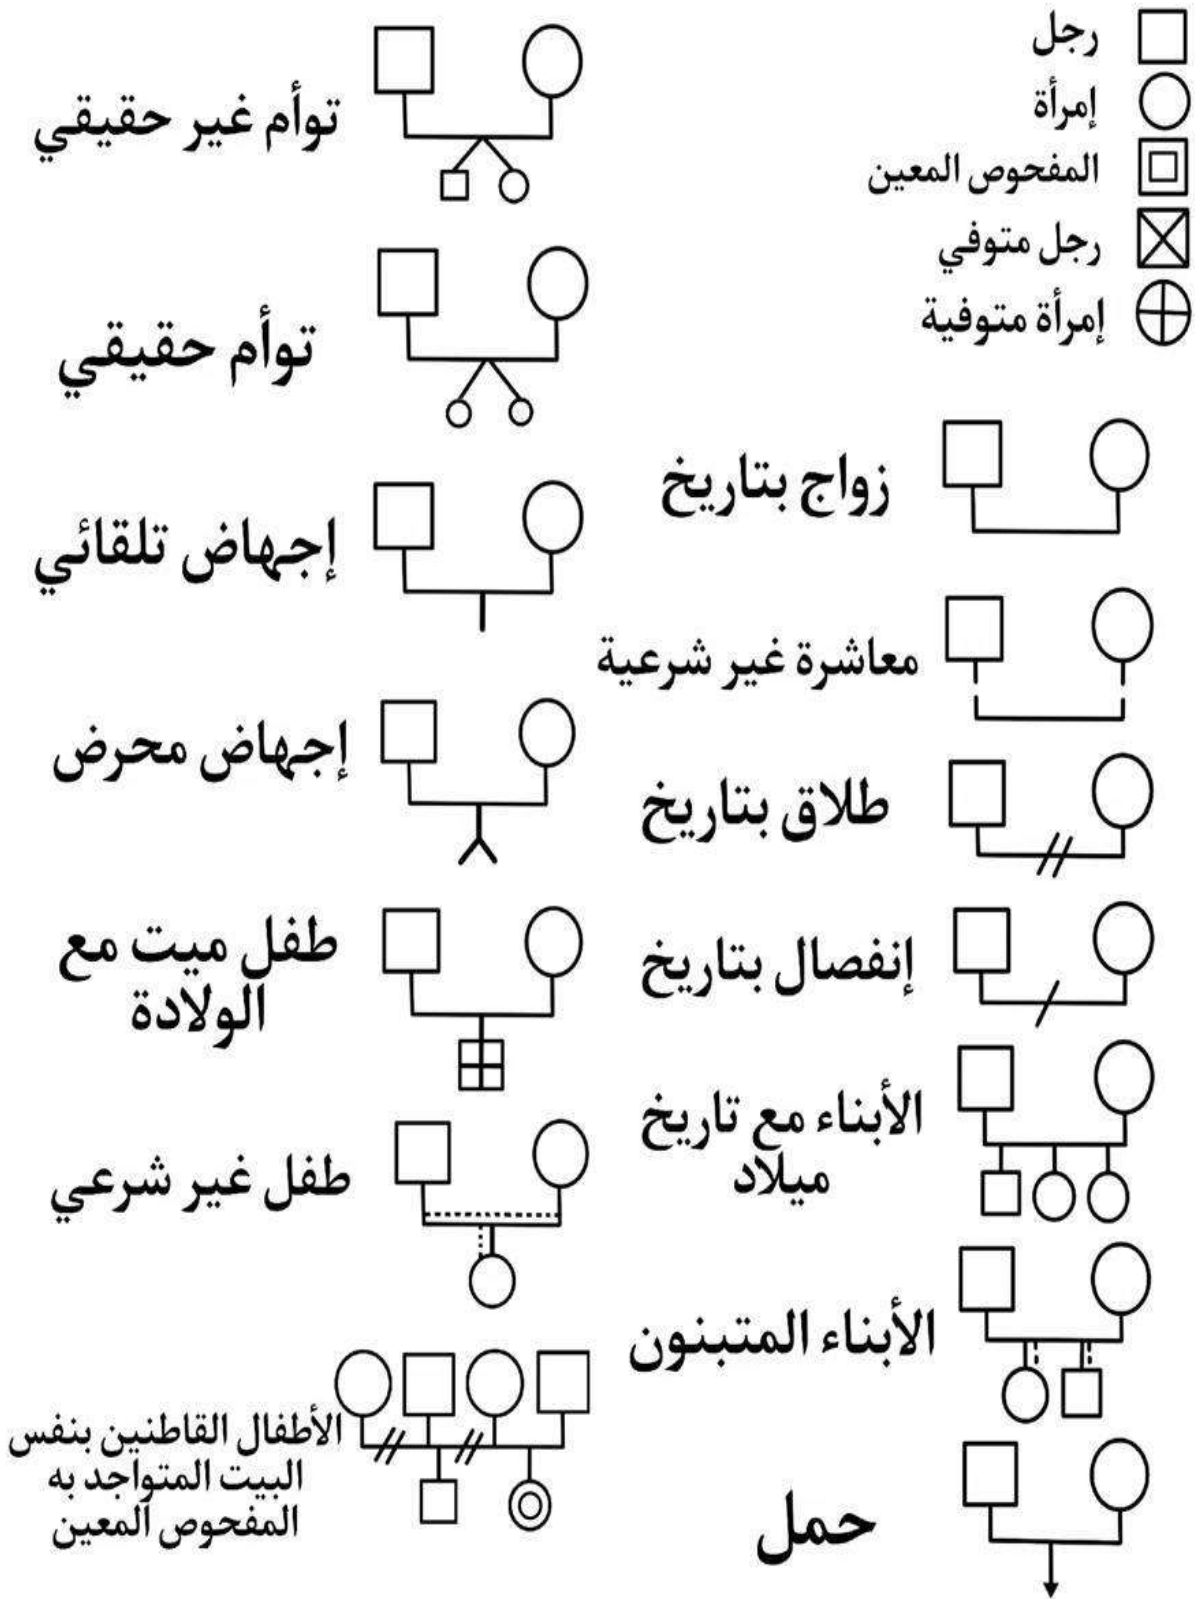 رجل
إمرأة
المفحوص المعين
رجل متوفي
إمرأة متوفية
زواج بتاريخ
معاشرة غير شرعية
طلاق بتاريخ
إنفصال بتاريخ
الأبناء مع تاريخ
ميلاد
الأبناء المتبنون
حمل
توأم غير حقيقي
توأم حقيقي
إجهاض تلقائي
إجهاض محرض
طفل ميت مع
الولادة
طفل غير شرعي
الأطفال القاطنين بنفس
البيت المتواجد به
المفحوص المعين